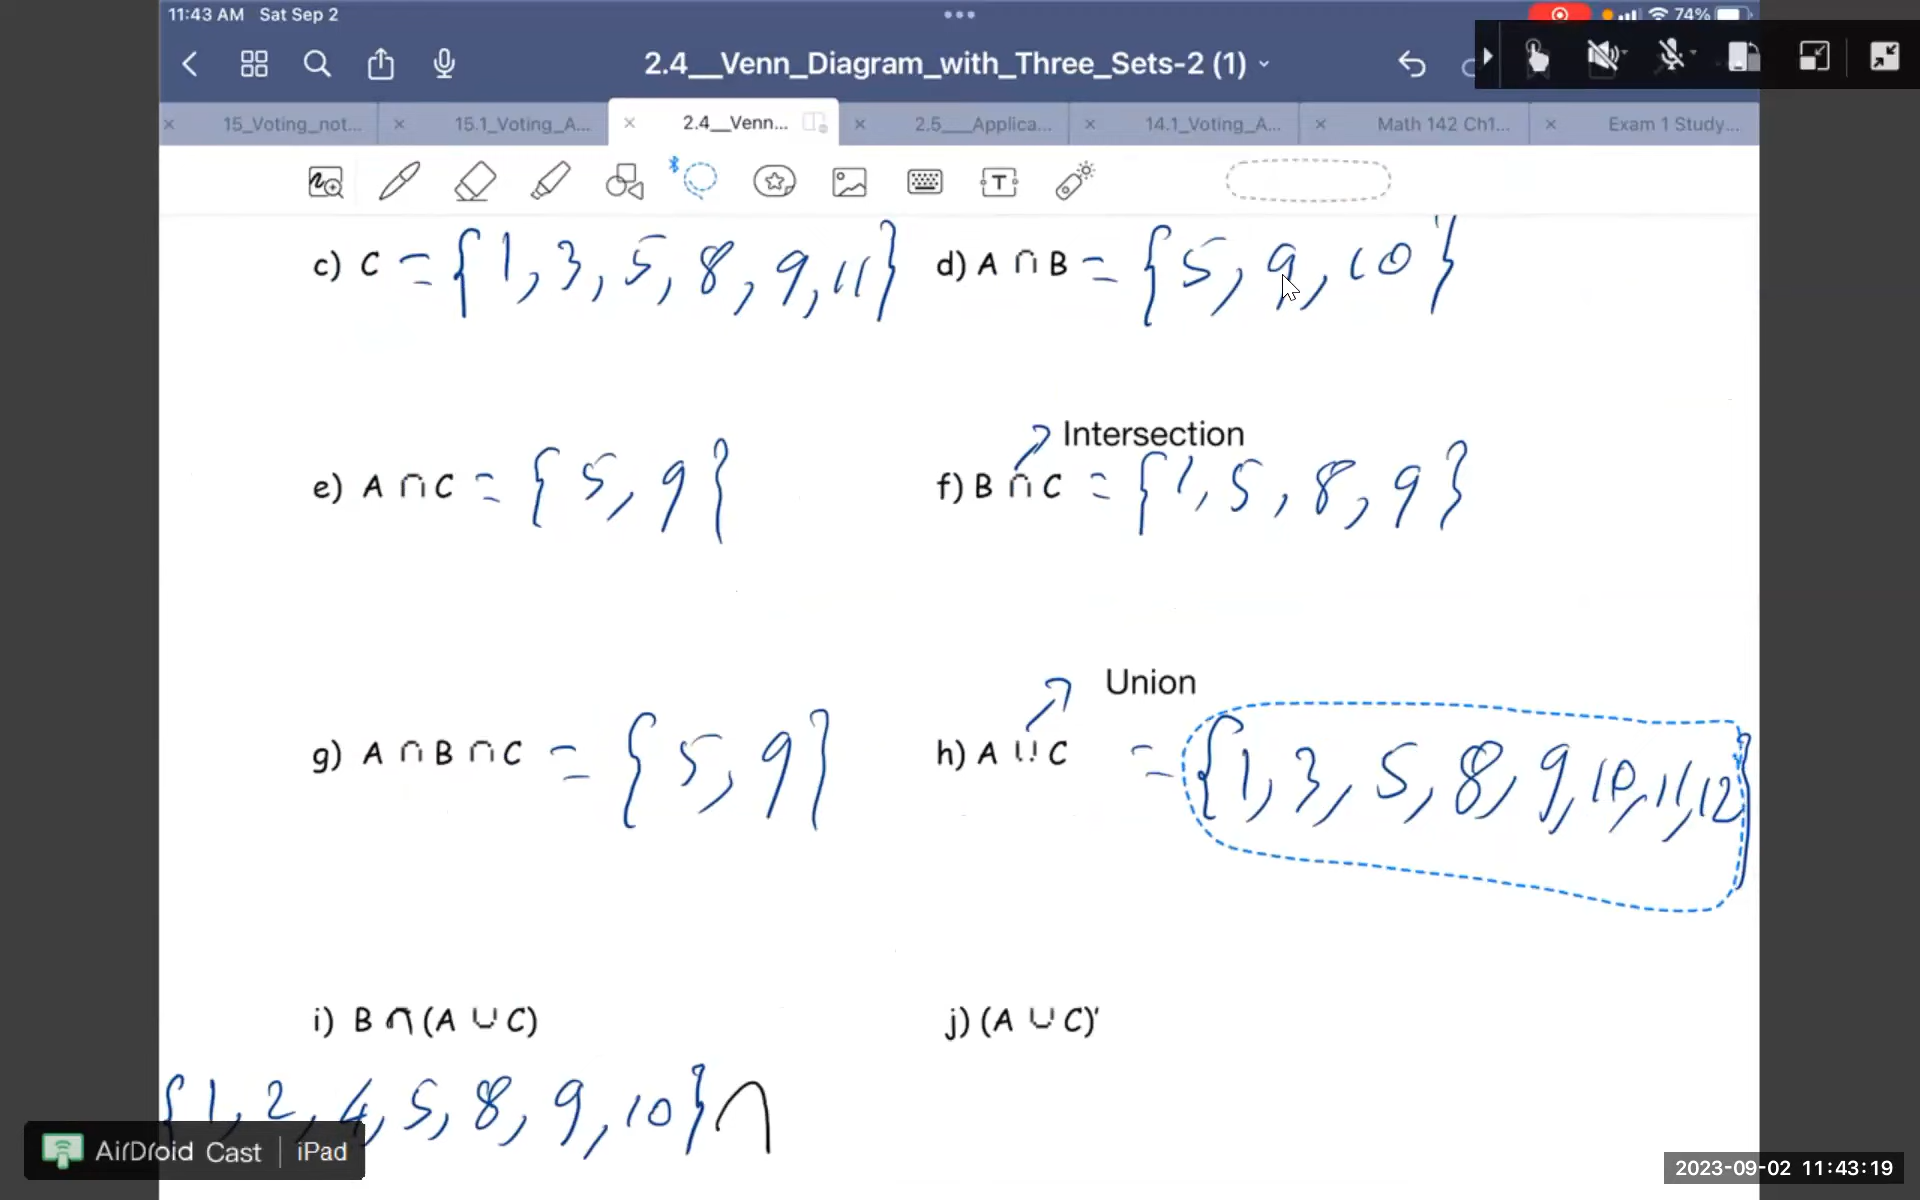 11:43 AM Sat Sep 2
74%
2.4__Venn_Diagram_with_Three_Sets-2 (1)
15_Voting_not...
15.1_Voting_A...
2.4__Venn...
2.5___Applica...
14.1_Voting_A...
Math 142 Ch1...
Exam 1 Study...
c) C = {1, 3, 5, 8, 9, 11}
d) A ∩ B = {5, 9, 10}
Intersection
e) A ∩ C = {5, 9}
f) B ∩ C = {1, 5, 8, 9}
Union
g) A ∩ B ∩ C = {5, 9}
h) A ∪ C = {1, 3, 5, 8, 9, 10, 11, 12}
i) B ∩ (A ∪ C)
j) (A ∪ C)'
{1, 2, 4, 5, 8, 9, 10} ∩
AirDroid Cast | iPad
2023-09-02 11:43:19